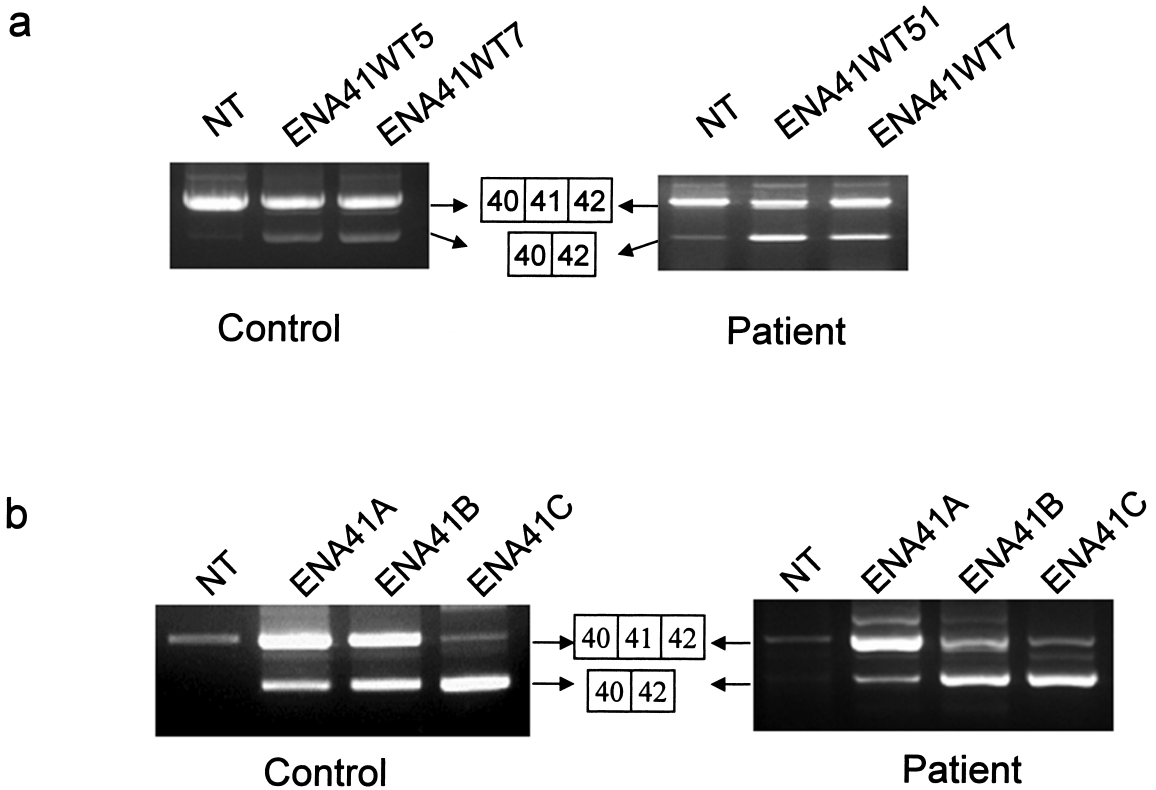 a
NT ENA41WT5 ENA41WT7
NT ENA41WT51 ENA41WT7
40 41 42
40 42
Control
Patient
b
NT ENA41A ENA41B ENA41C
NT ENA41A ENA41B ENA41C
40 41 42
40 42
Control
Patient